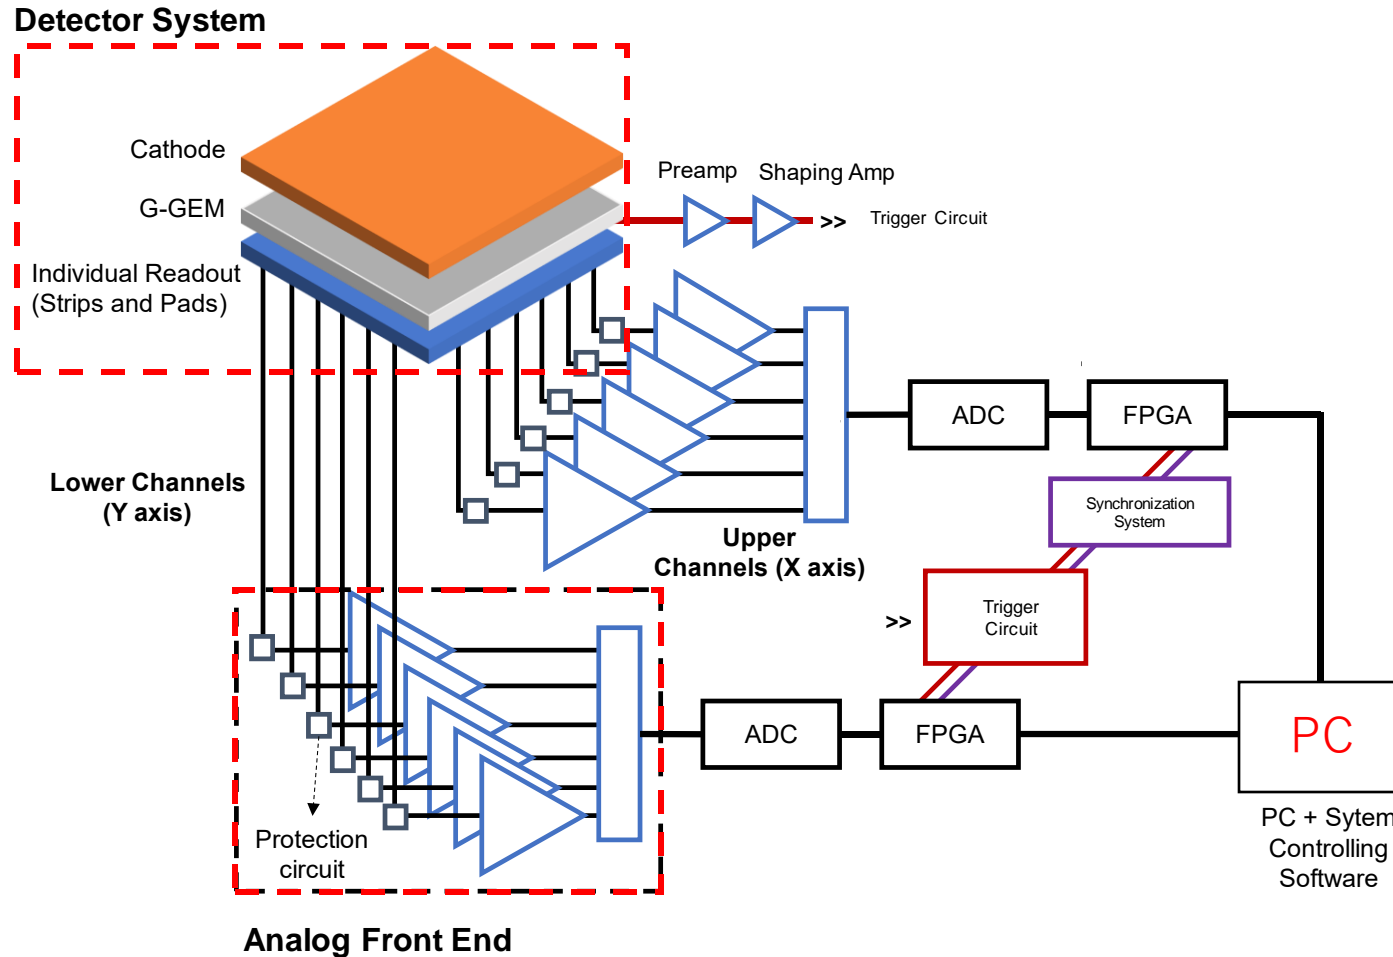 Detector System
Cathode
G-GEM
Individual Readout
(Strips and Pads)
Preamp
Shaping Amp
>>
Trigger Circuit
ADC
FPGA
Lower Channels
(Y axis)
Upper
Channels (X axis)
Synchronization
System
>>
Trigger
Circuit
ADC
FPGA
PC
Protection
circuit
PC + Sytem
Controlling
Software
Analog Front End